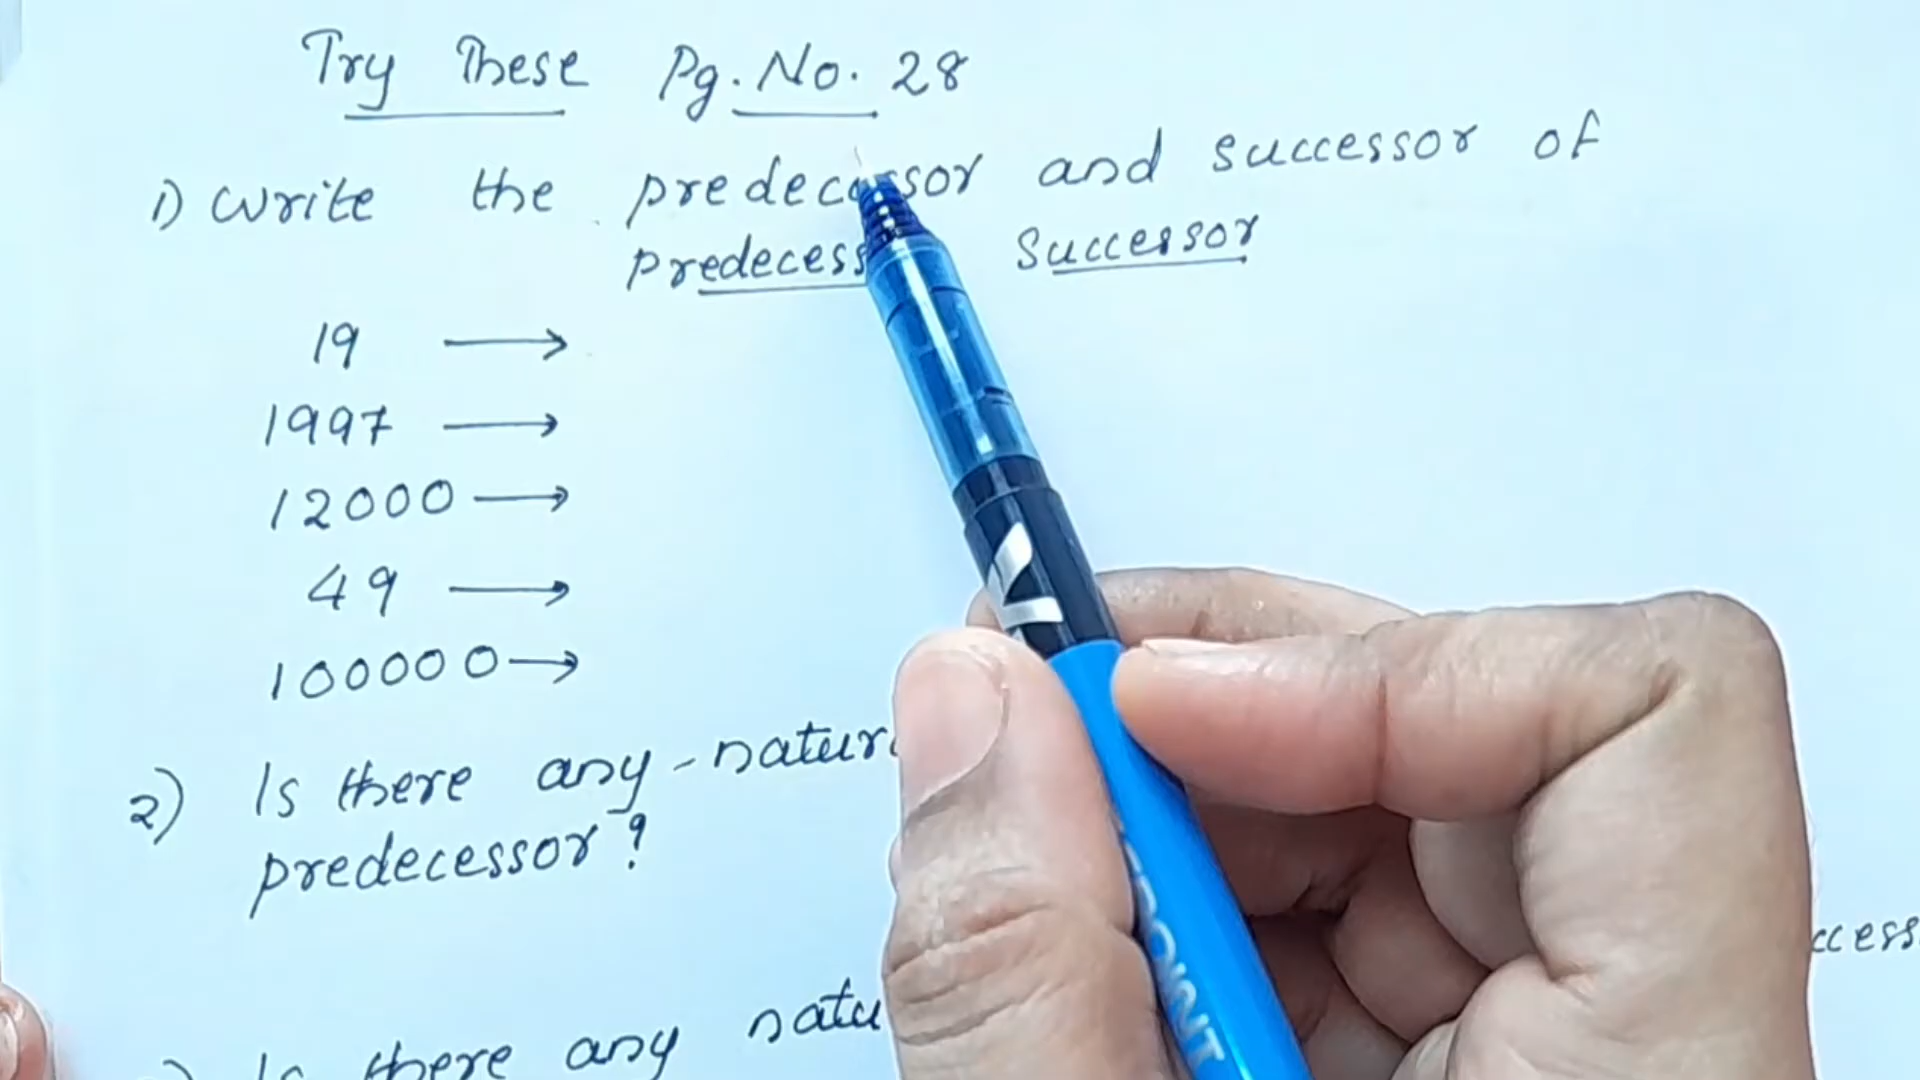 Try These Pg. No. 28
1) Write the predecessor and successor of
Predecess Successor
19 →
1997 →
12000 →
49 →
100000 →
2) Is there any natur
predecessor?
ccess
Is there any natu
POINT